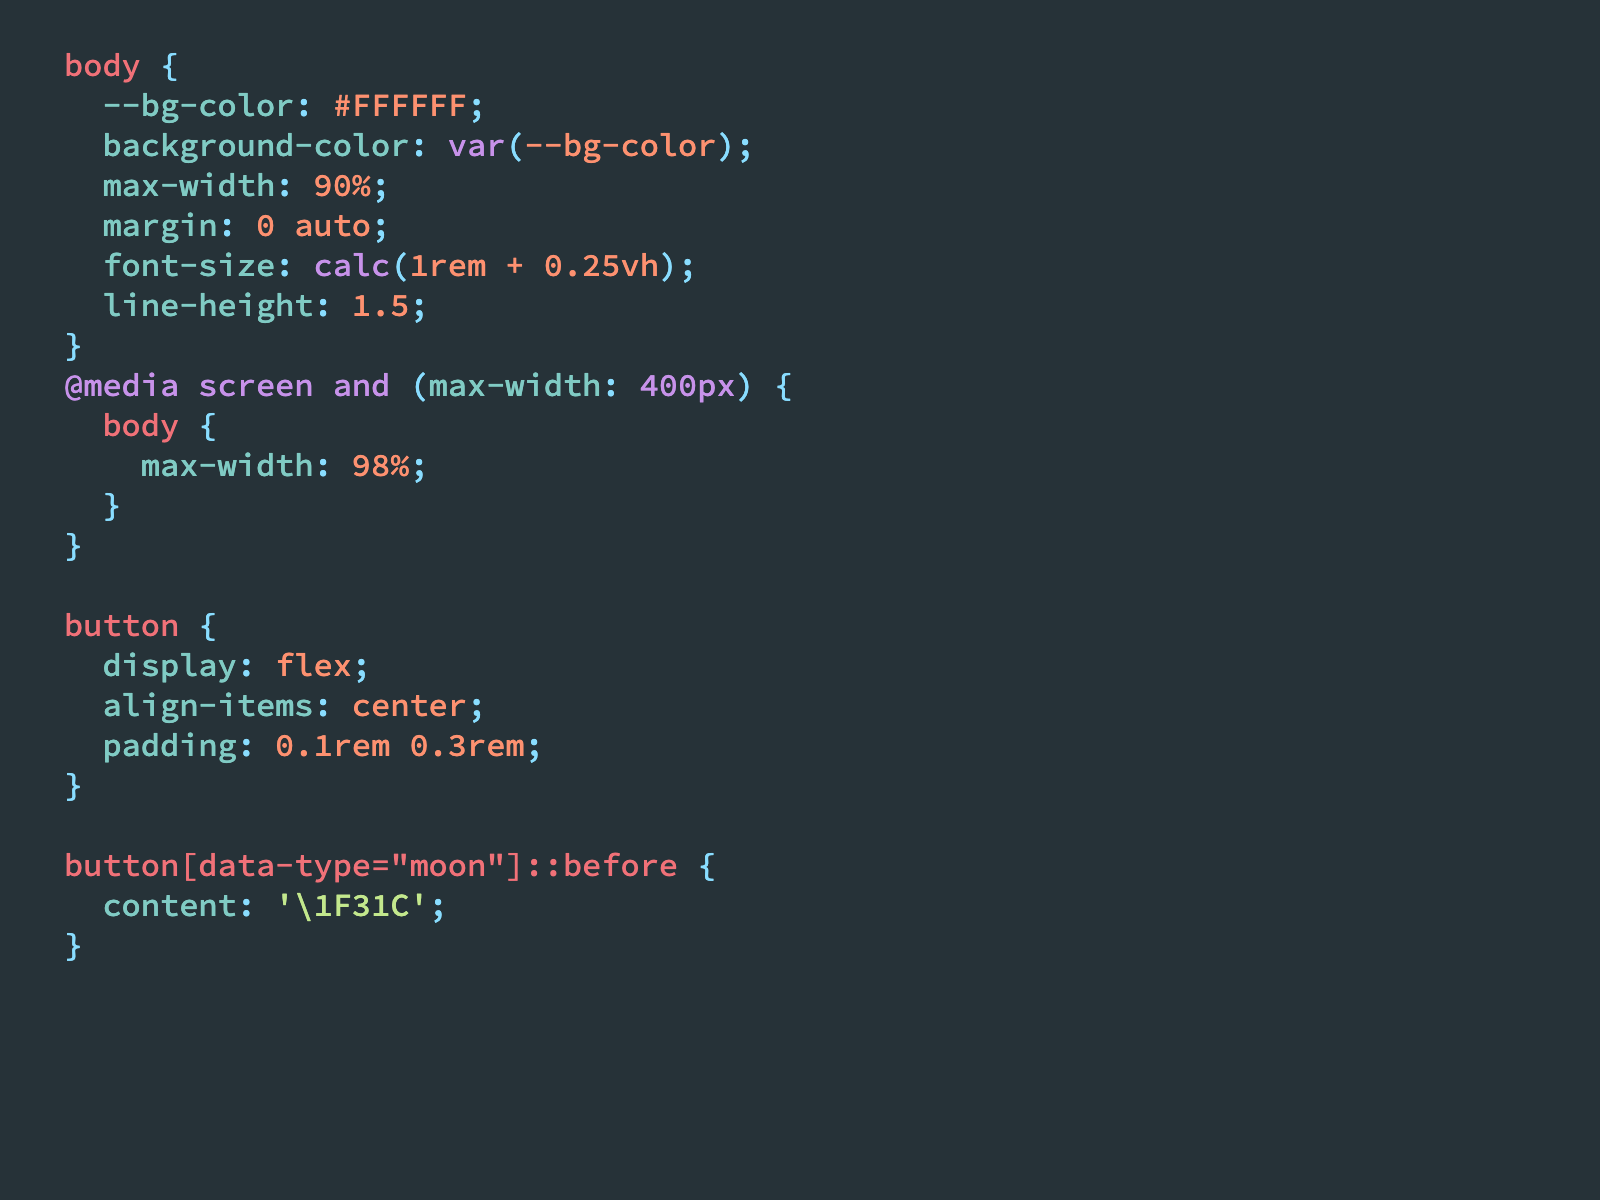 body {
  --bg-color: #FFFFFF;
  background-color: var(--bg-color);
  max-width: 90%;
  margin: 0 auto;
  font-size: calc(1rem + 0.25vh);
  line-height: 1.5;
}
@media screen and (max-width: 400px) {
  body {
    max-width: 98%;
  }
}

button {
  display: flex;
  align-items: center;
  padding: 0.1rem 0.3rem;
}

button[data-type="moon"]::before {
  content: '\1F31C';
}